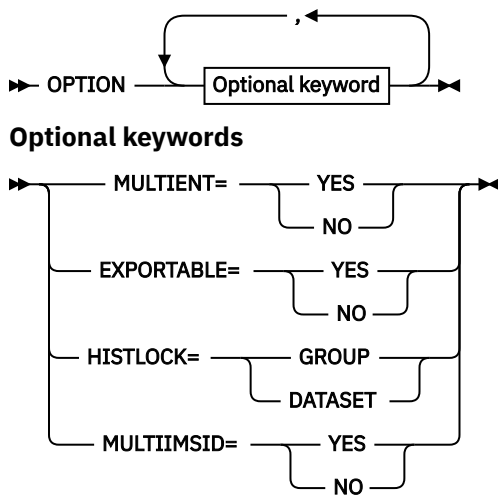 ,
OPTION Optional keyword
Optional keywords
MULTIENT= YES
NO
EXPORTABLE= YES
NO
HISTLOCK= GROUP
DATASET
MULTIIMSID= YES
NO